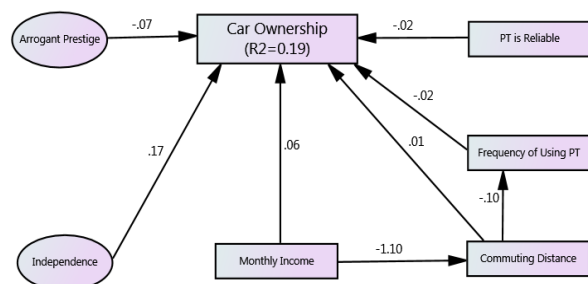 Arrogant Prestige
-.07
Car Ownership
(R2=0.19)
-.02
PT is Reliable
-.02
.17
.06
.01
Frequency of Using PT
-.10
Independence
Monthly Income
-1.10
Commuting Distance